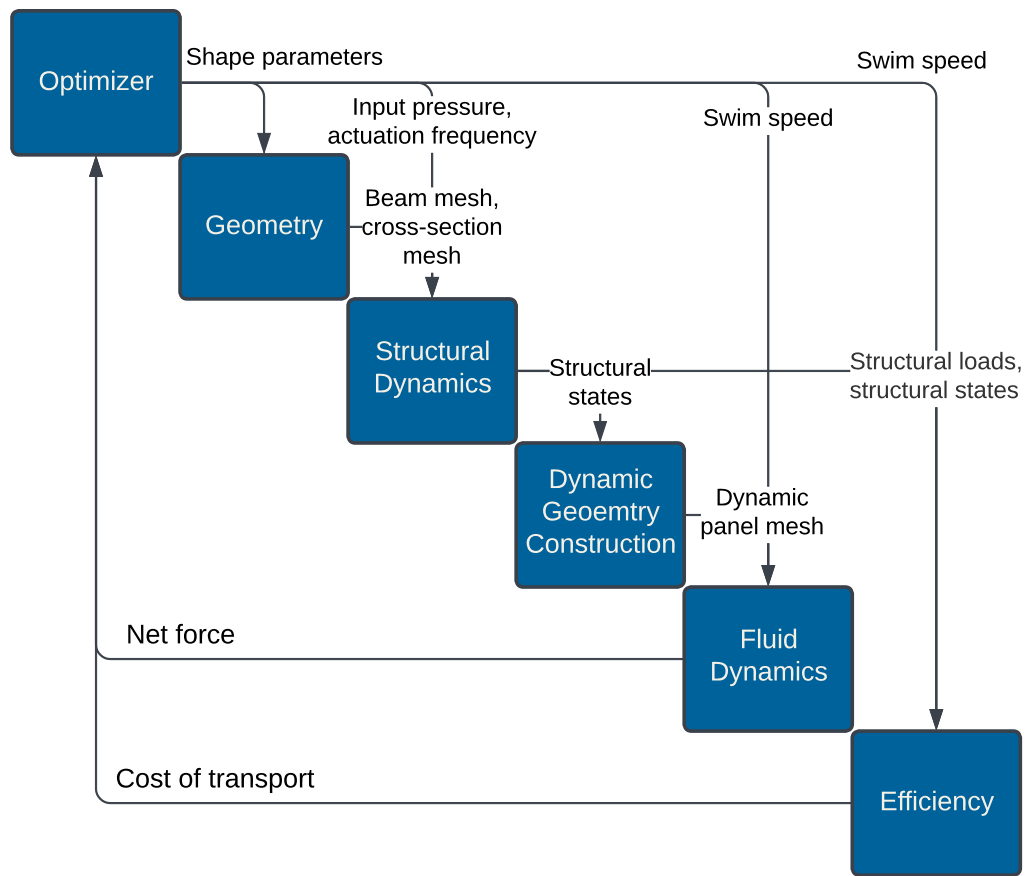 Optimizer
Shape parameters
Swim speed
Input pressure,
actuation frequency
Swim speed
Geometry
Beam mesh,
cross-section
mesh
Structural
Dynamics
Structural
states
Structural loads,
structural states
Dynamic
Geoemtry
Construction
Dynamic
panel mesh
Net force
Fluid
Dynamics
Cost of transport
Efficiency